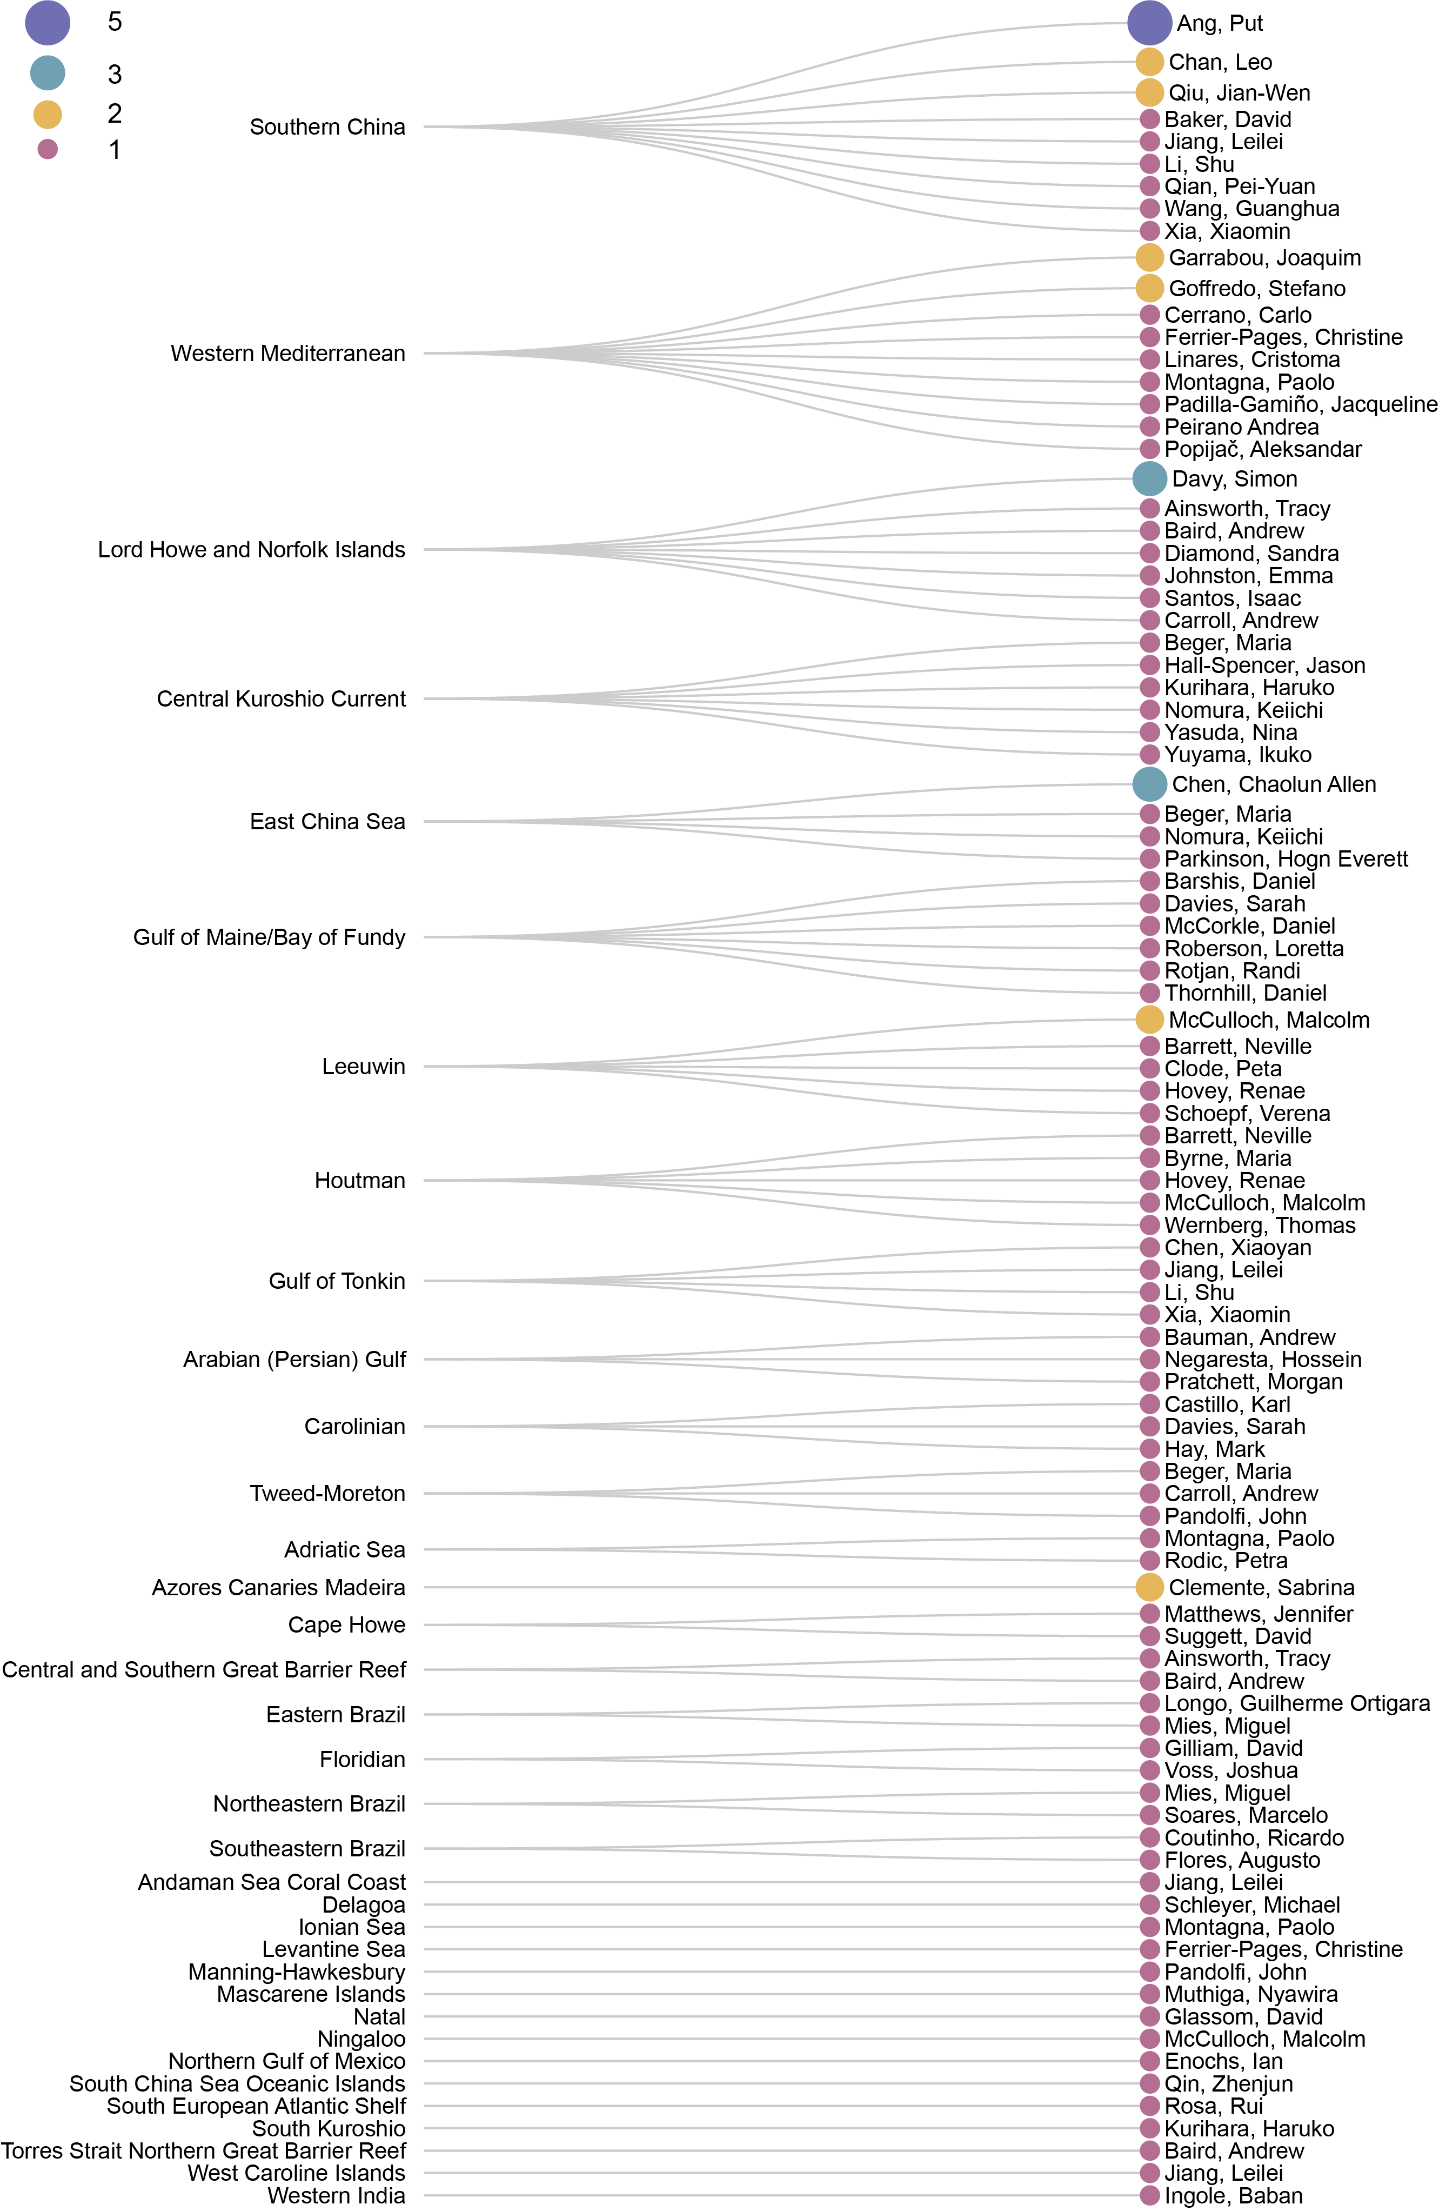 5
3
2
1
Southern China
Ang, Put
Chan, Leo
Qiu, Jian-Wen
Baker, David
Jiang, Leilei
Li, Shu
Qian, Pei-Yuan
Wang, Guanghua
Xia, Xiaomin
Western Mediterranean
Garrabou, Joaquim
Goffredo, Stefano
Cerrano, Carlo
Ferrier-Pages, Christine
Linares, Cristoma
Montagna, Paolo
Padilla-Gamiño, Jacqueline
Peirano Andrea
Popijač, Aleksandar
Lord Howe and Norfolk Islands
Davy, Simon
Ainsworth, Tracy
Baird, Andrew
Diamond, Sandra
Johnston, Emma
Santos, Isaac
Carroll, Andrew
Central Kuroshio Current
Beger, Maria
Hall-Spencer, Jason
Kurihara, Haruko
Nomura, Keiichi
Yasuda, Nina
Yuyama, Ikuko
East China Sea
Chen, Chaolun Allen
Beger, Maria
Nomura, Keiichi
Parkinson, Hogn Everett
Gulf of Maine/Bay of Fundy
Barshis, Daniel
Davies, Sarah
McCorkle, Daniel
Roberson, Loretta
Rotjan, Randi
Thornhill, Daniel
Leeuwin
McCulloch, Malcolm
Barrett, Neville
Clode, Peta
Hovey, Renae
Schoepf, Verena
Houtman
Barrett, Neville
Byrne, Maria
Hovey, Renae
McCulloch, Malcolm
Wernberg, Thomas
Gulf of Tonkin
Chen, Xiaoyan
Jiang, Leilei
Li, Shu
Xia, Xiaomin
Arabian (Persian) Gulf
Bauman, Andrew
Negaresta, Hossein
Pratchett, Morgan
Carolinian
Castillo, Karl
Davies, Sarah
Hay, Mark
Tweed-Moreton
Beger, Maria
Carroll, Andrew
Pandolfi, John
Adriatic Sea
Montagna, Paolo
Rodic, Petra
Azores Canaries Madeira
Clemente, Sabrina
Cape Howe
Matthews, Jennifer
Suggett, David
Central and Southern Great Barrier Reef
Ainsworth, Tracy
Baird, Andrew
Eastern Brazil
Longo, Guilherme Ortigara
Mies, Miguel
Floridian
Gilliam, David
Voss, Joshua
Northeastern Brazil
Mies, Miguel
Soares, Marcelo
Southeastern Brazil
Coutinho, Ricardo
Flores, Augusto
Andaman Sea Coral Coast
Jiang, Leilei
Delagoa
Schleyer, Michael
Ionian Sea
Montagna, Paolo
Levantine Sea
Ferrier-Pages, Christine
Manning-Hawkesbury
Pandolfi, John
Mascarene Islands
Muthiga, Nyawira
Natal
Glassom, David
Ningaloo
McCulloch, Malcolm
Northern Gulf of Mexico
Enochs, Ian
South China Sea Oceanic Islands
Qin, Zhenjun
South European Atlantic Shelf
Rosa, Rui
South Kuroshio
Kurihara, Haruko
Torres Strait Northern Great Barrier Reef
Baird, Andrew
West Caroline Islands
Jiang, Leilei
Western India
Ingole, Baban